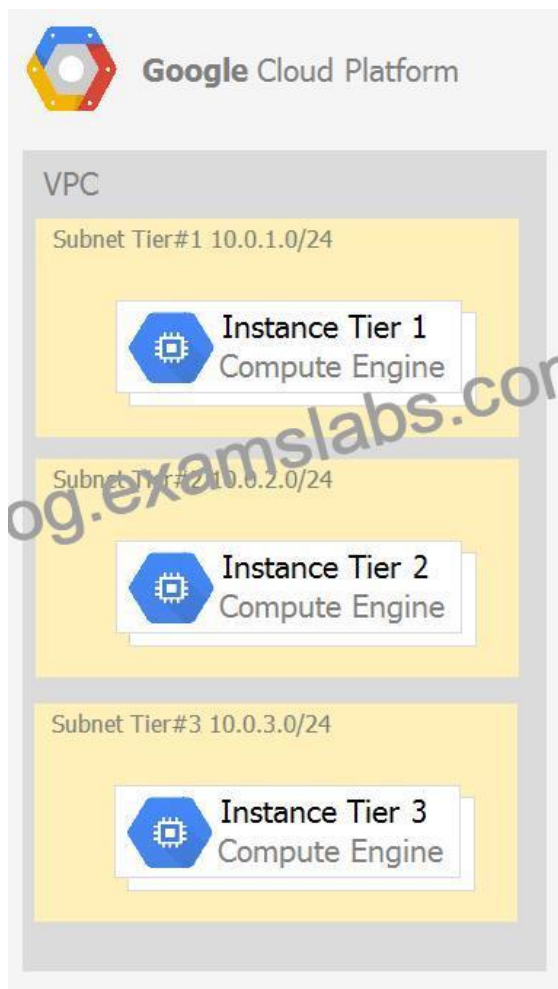 Google Cloud Platform
VPC
Subnet Tier#1 10.0.1.0/24
Instance Tier 1
Compute Engine
og.examslabs.com
Subnet Tier#2 10.0.2.0/24
Instance Tier 2
Compute Engine
Subnet Tier#3 10.0.3.0/24
Instance Tier 3
Compute Engine